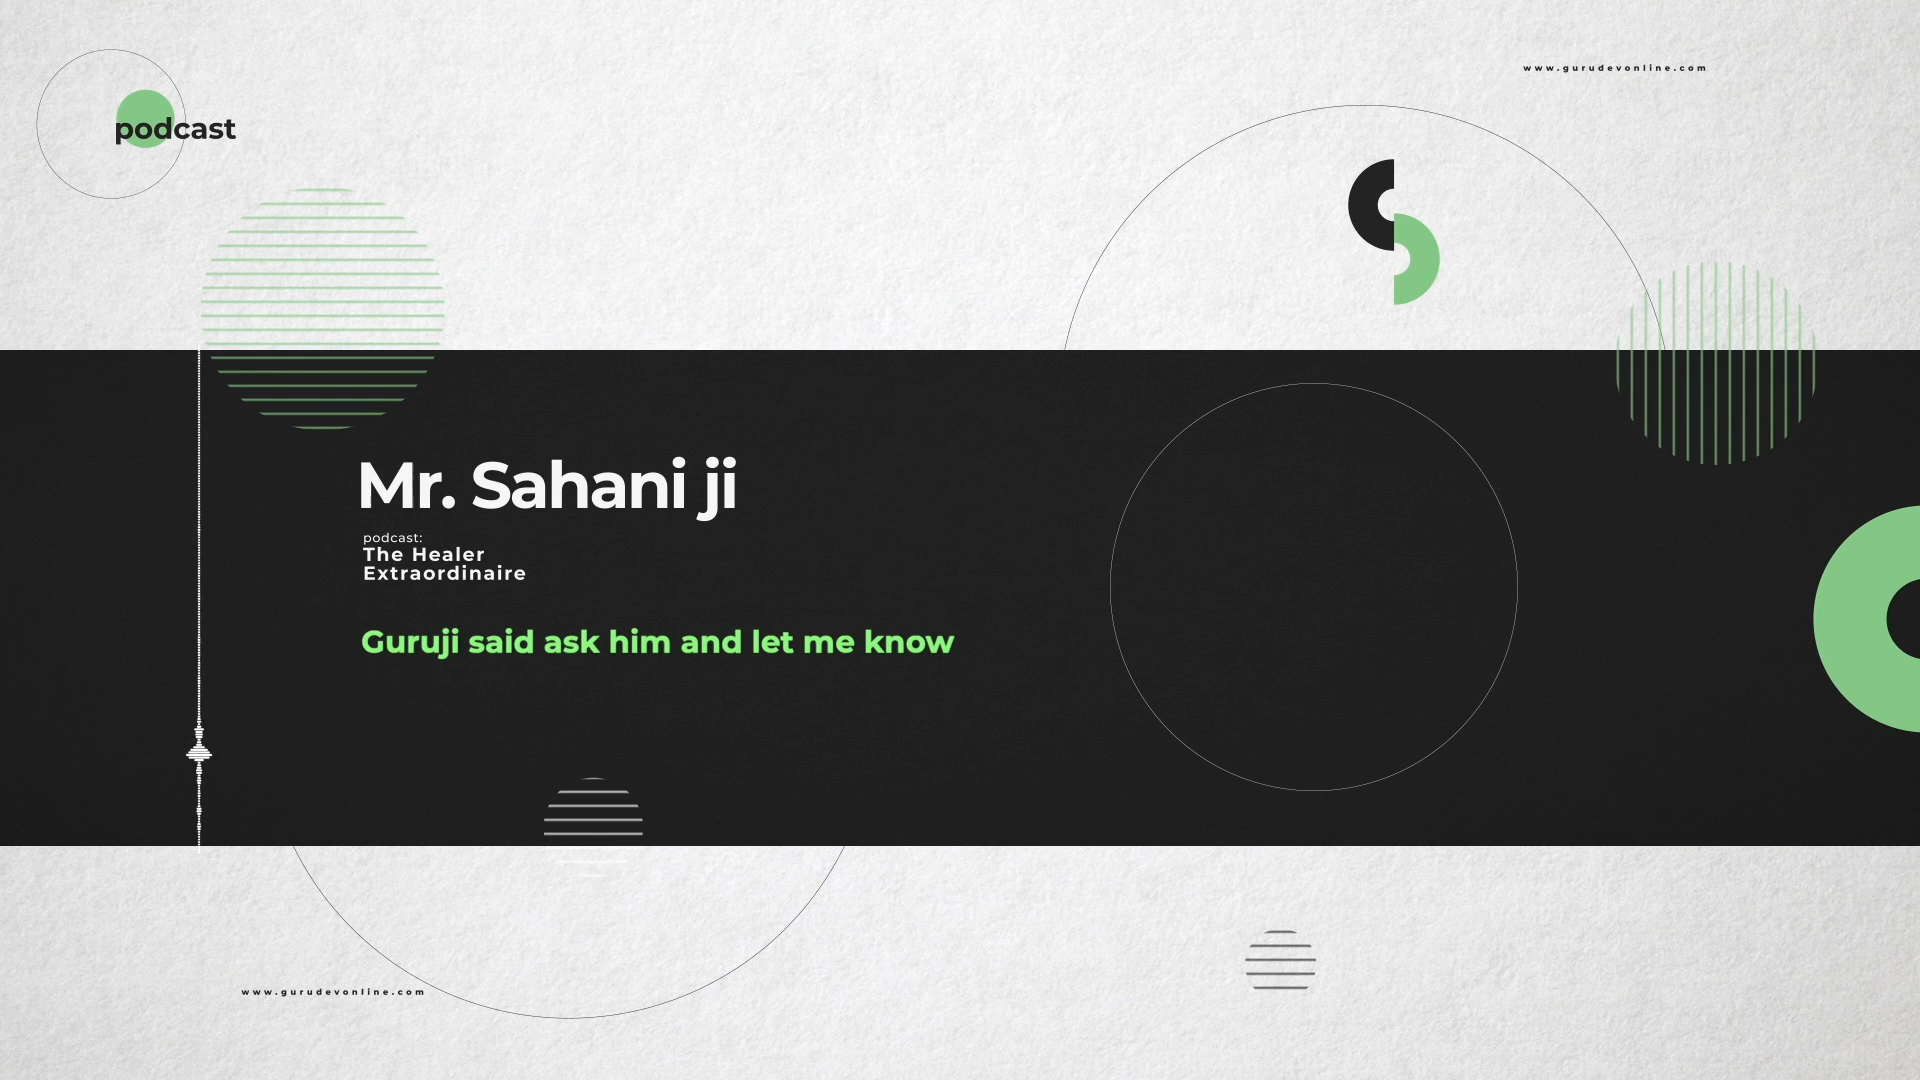 www.gurudevonline.com
podcast
Mr. Sahani ji
podcast:
The Healer
Extraordinaire
Guruji said ask him and let me know
www.gurudevonline.com